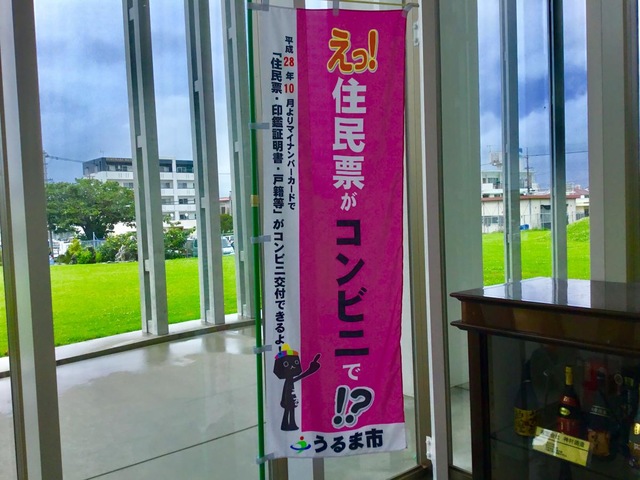 えっ!
住民票が
コンビニで
!?
平成28年10月よりマイナンバーカードで
「住民票・印鑑証明書・戸籍等」がコンビニ交付できるよ!
うるま市